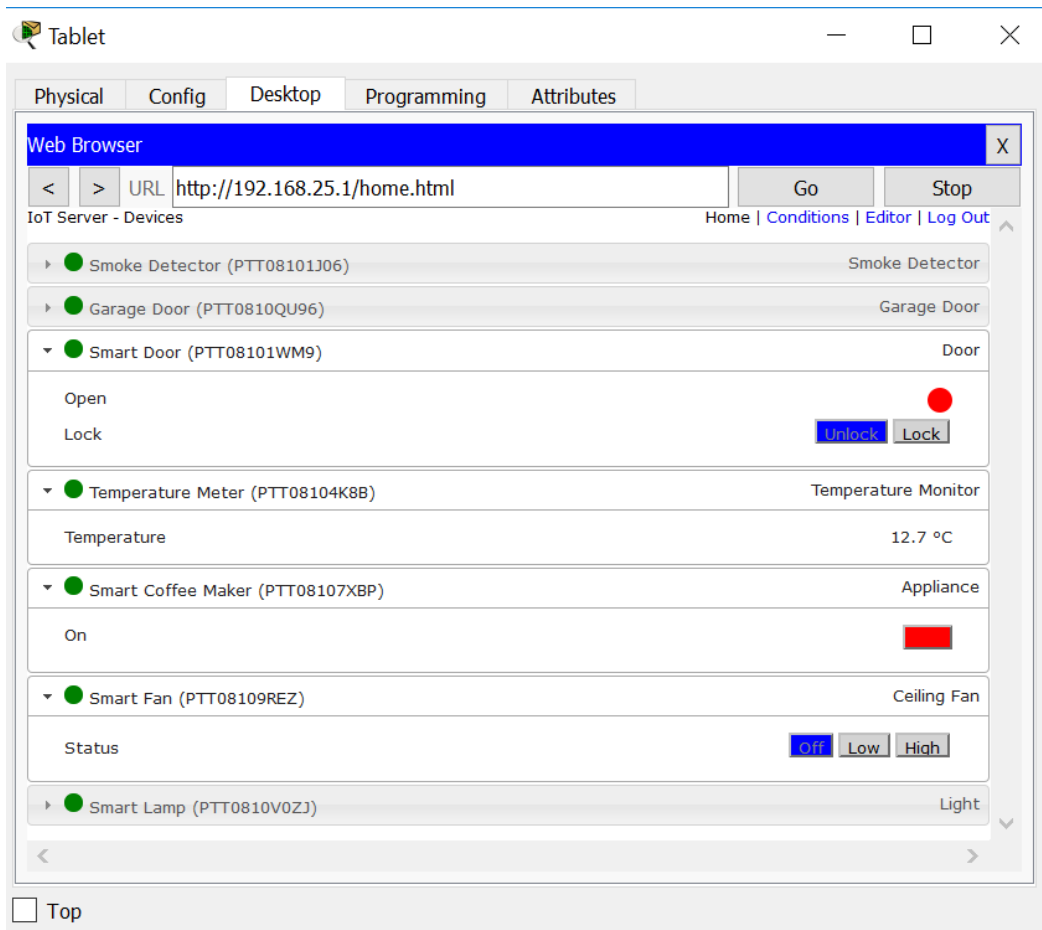 Tablet
Physical Config Desktop Programming Attributes
Web Browser X
< > URL http://192.168.25.1/home.html Go Stop
IoT Server - Devices Home | Conditions | Editor | Log Out
Smoke Detector (PTT08101J06) Smoke Detector
Garage Door (PTT0810QU96) Garage Door
Smart Door (PTT08101WM9) Door
Open
Lock Unlock Lock
Temperature Meter (PTT08104K8B) Temperature Monitor
Temperature 12.7 °C
Smart Coffee Maker (PTT08107XBP) Appliance
On
Smart Fan (PTT08109REZ) Ceiling Fan
Status Off Low High
Smart Lamp (PTT0810V0ZJ) Light
Top